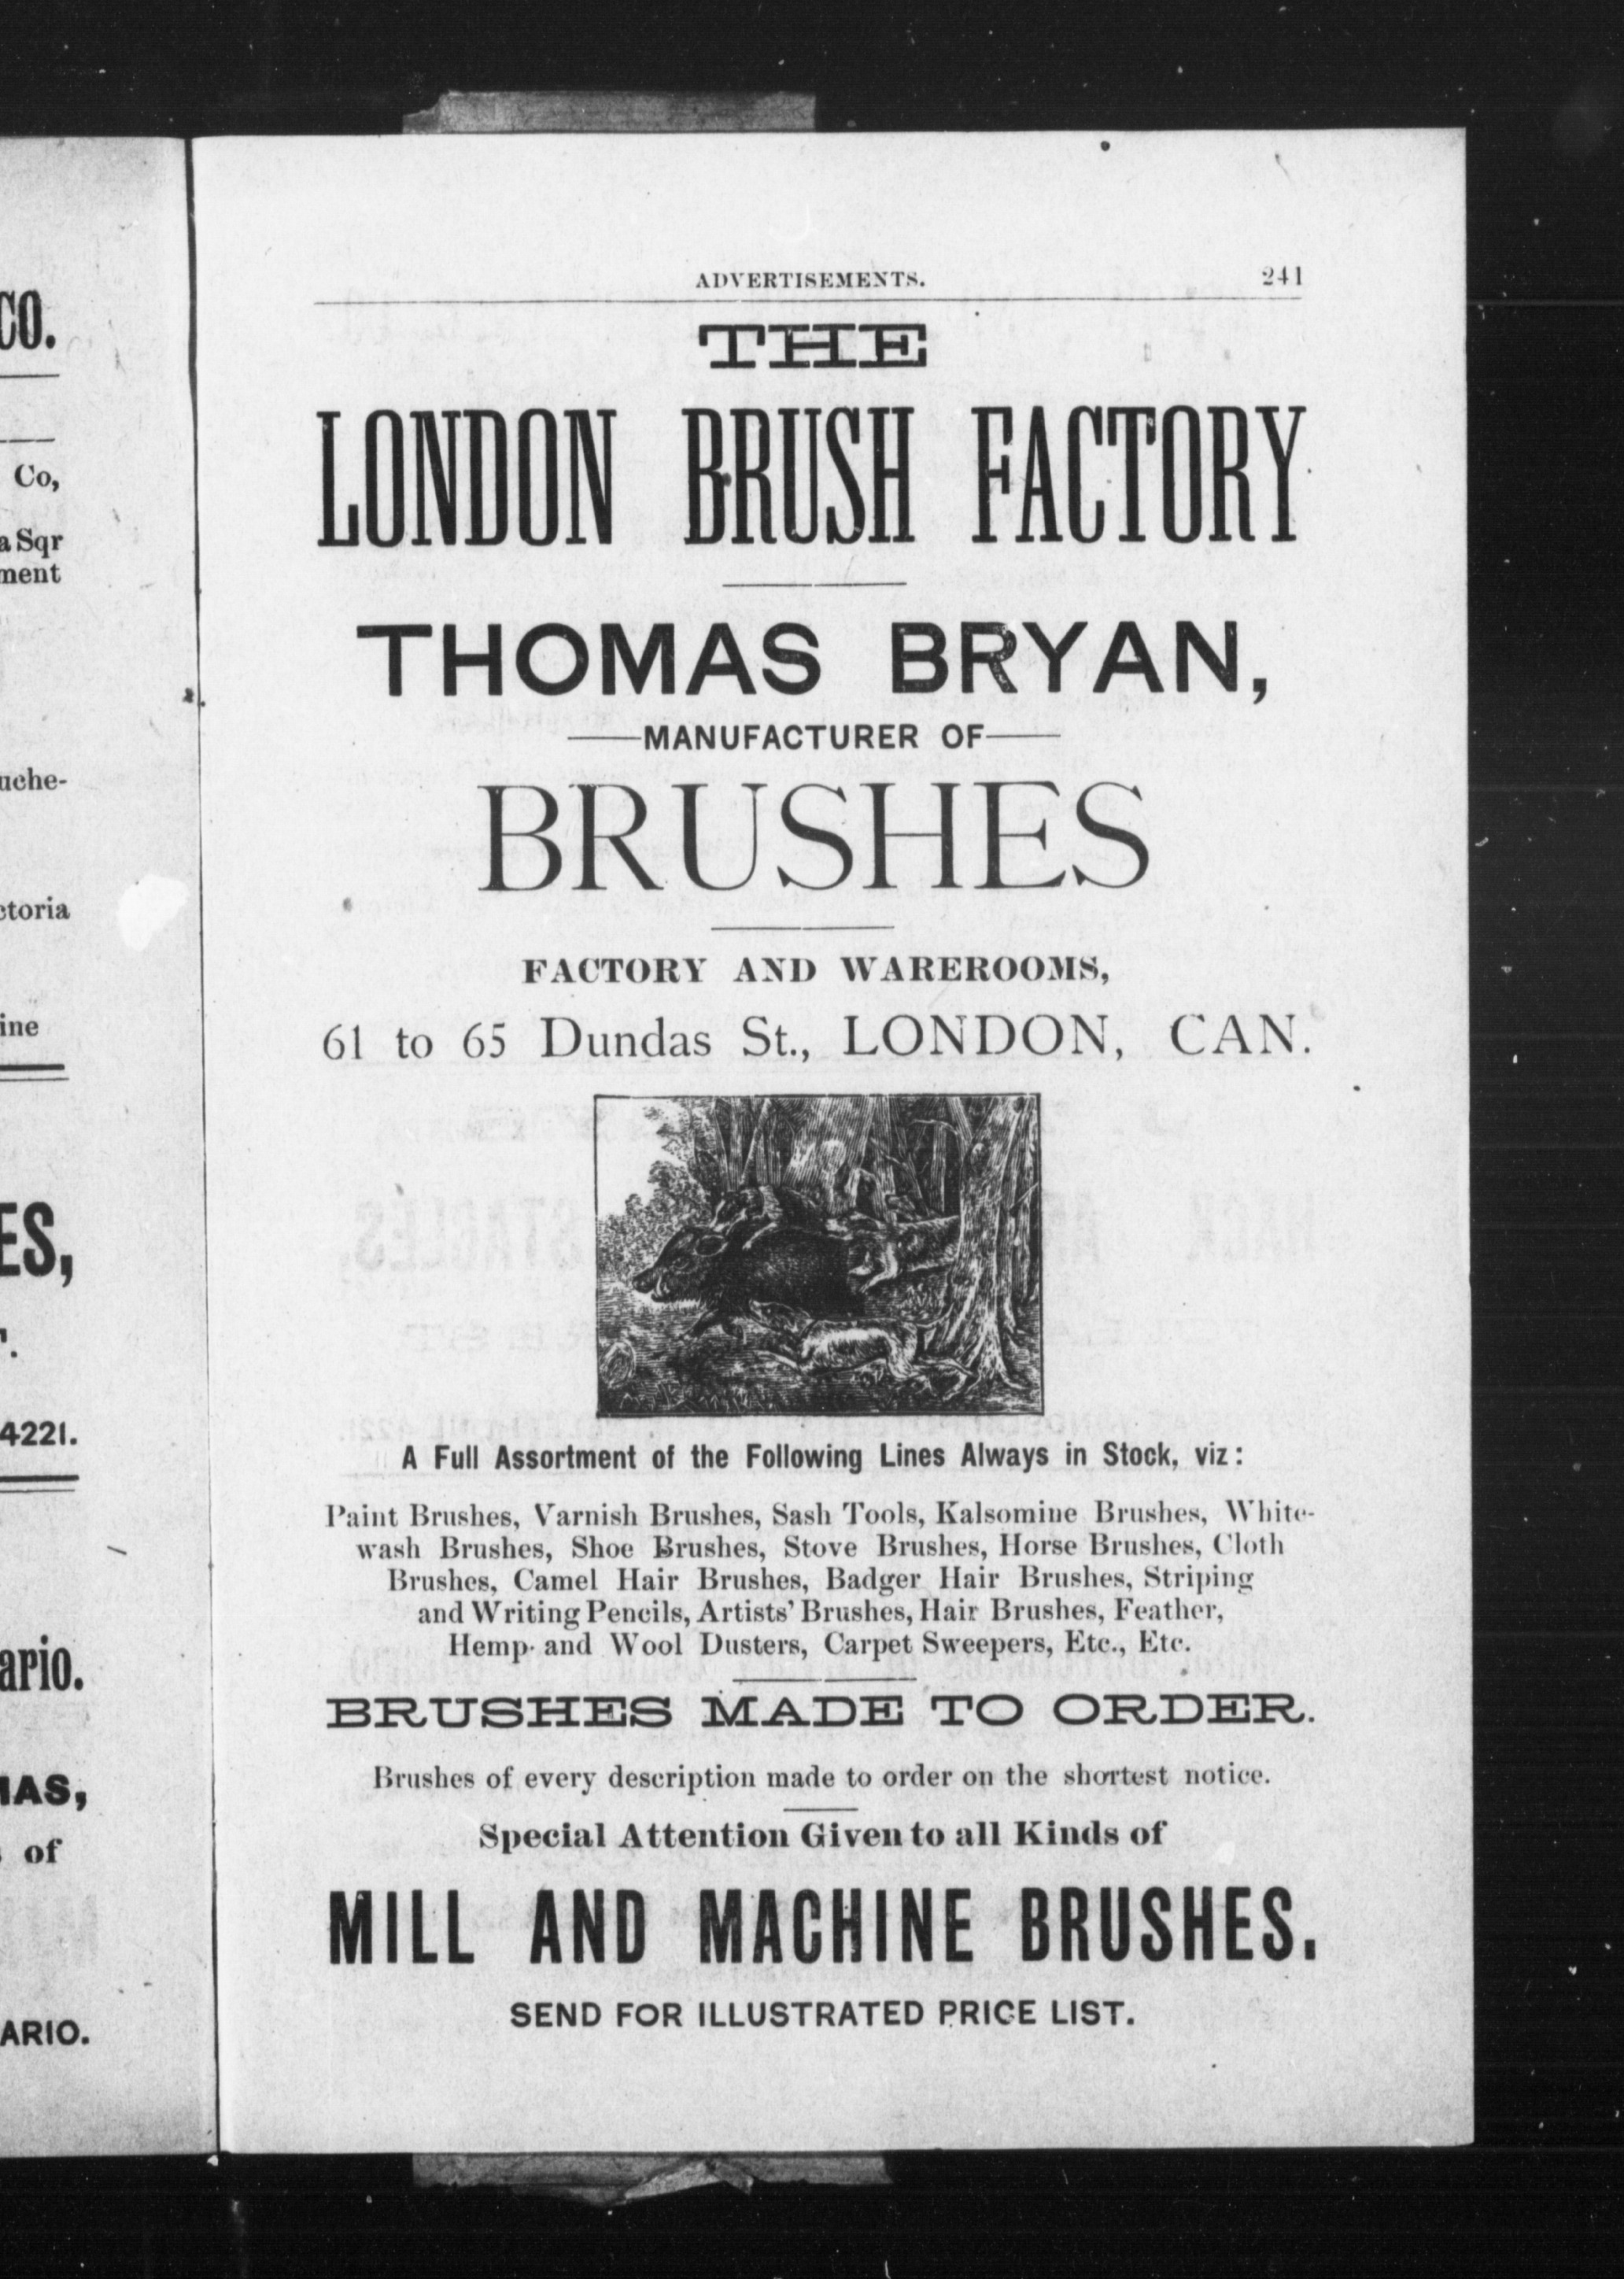 CO.
Co,
a Sqr
ment
uche-
ctoria
ine
ES,
4221.
ario.
IAS,
of
ARIO.
ADVERTISEMENTS. 241
THE
LONDON BRUSH FACTORY
THOMAS BRYAN,
—MANUFACTURER OF—
BRUSHES
FACTORY AND WAREROOMS,
61 to 65 Dundas St., LONDON, CAN.
A Full Assortment of the Following Lines Always in Stock, viz:
Paint Brushes, Varnish Brushes, Sash Tools, Kalsomine Brushes, White-
wash Brushes, Shoe Brushes, Stove Brushes, Horse Brushes, Cloth
Brushes, Camel Hair Brushes, Badger Hair Brushes, Striping
and Writing Pencils, Artists' Brushes, Hair Brushes, Feather,
Hemp and Wool Dusters, Carpet Sweepers, Etc., Etc.
BRUSHES MADE TO ORDER.
Brushes of every description made to order on the shortest notice.
Special Attention Given to all Kinds of
MILL AND MACHINE BRUSHES.
SEND FOR ILLUSTRATED PRICE LIST.